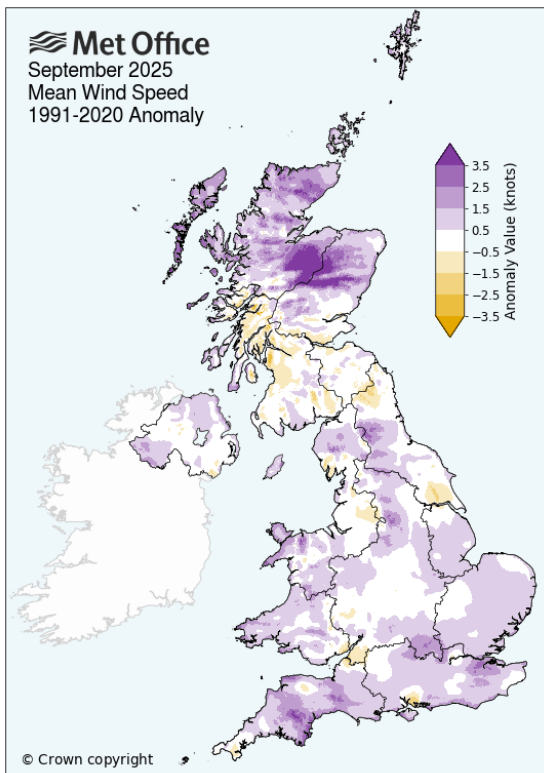 Met Office
September 2025
Mean Wind Speed
1991-2020 Anomaly
3.5
2.5
1.5
0.5
−0.5
−1.5
−2.5
−3.5
Anomaly Value (knots)
© Crown copyright